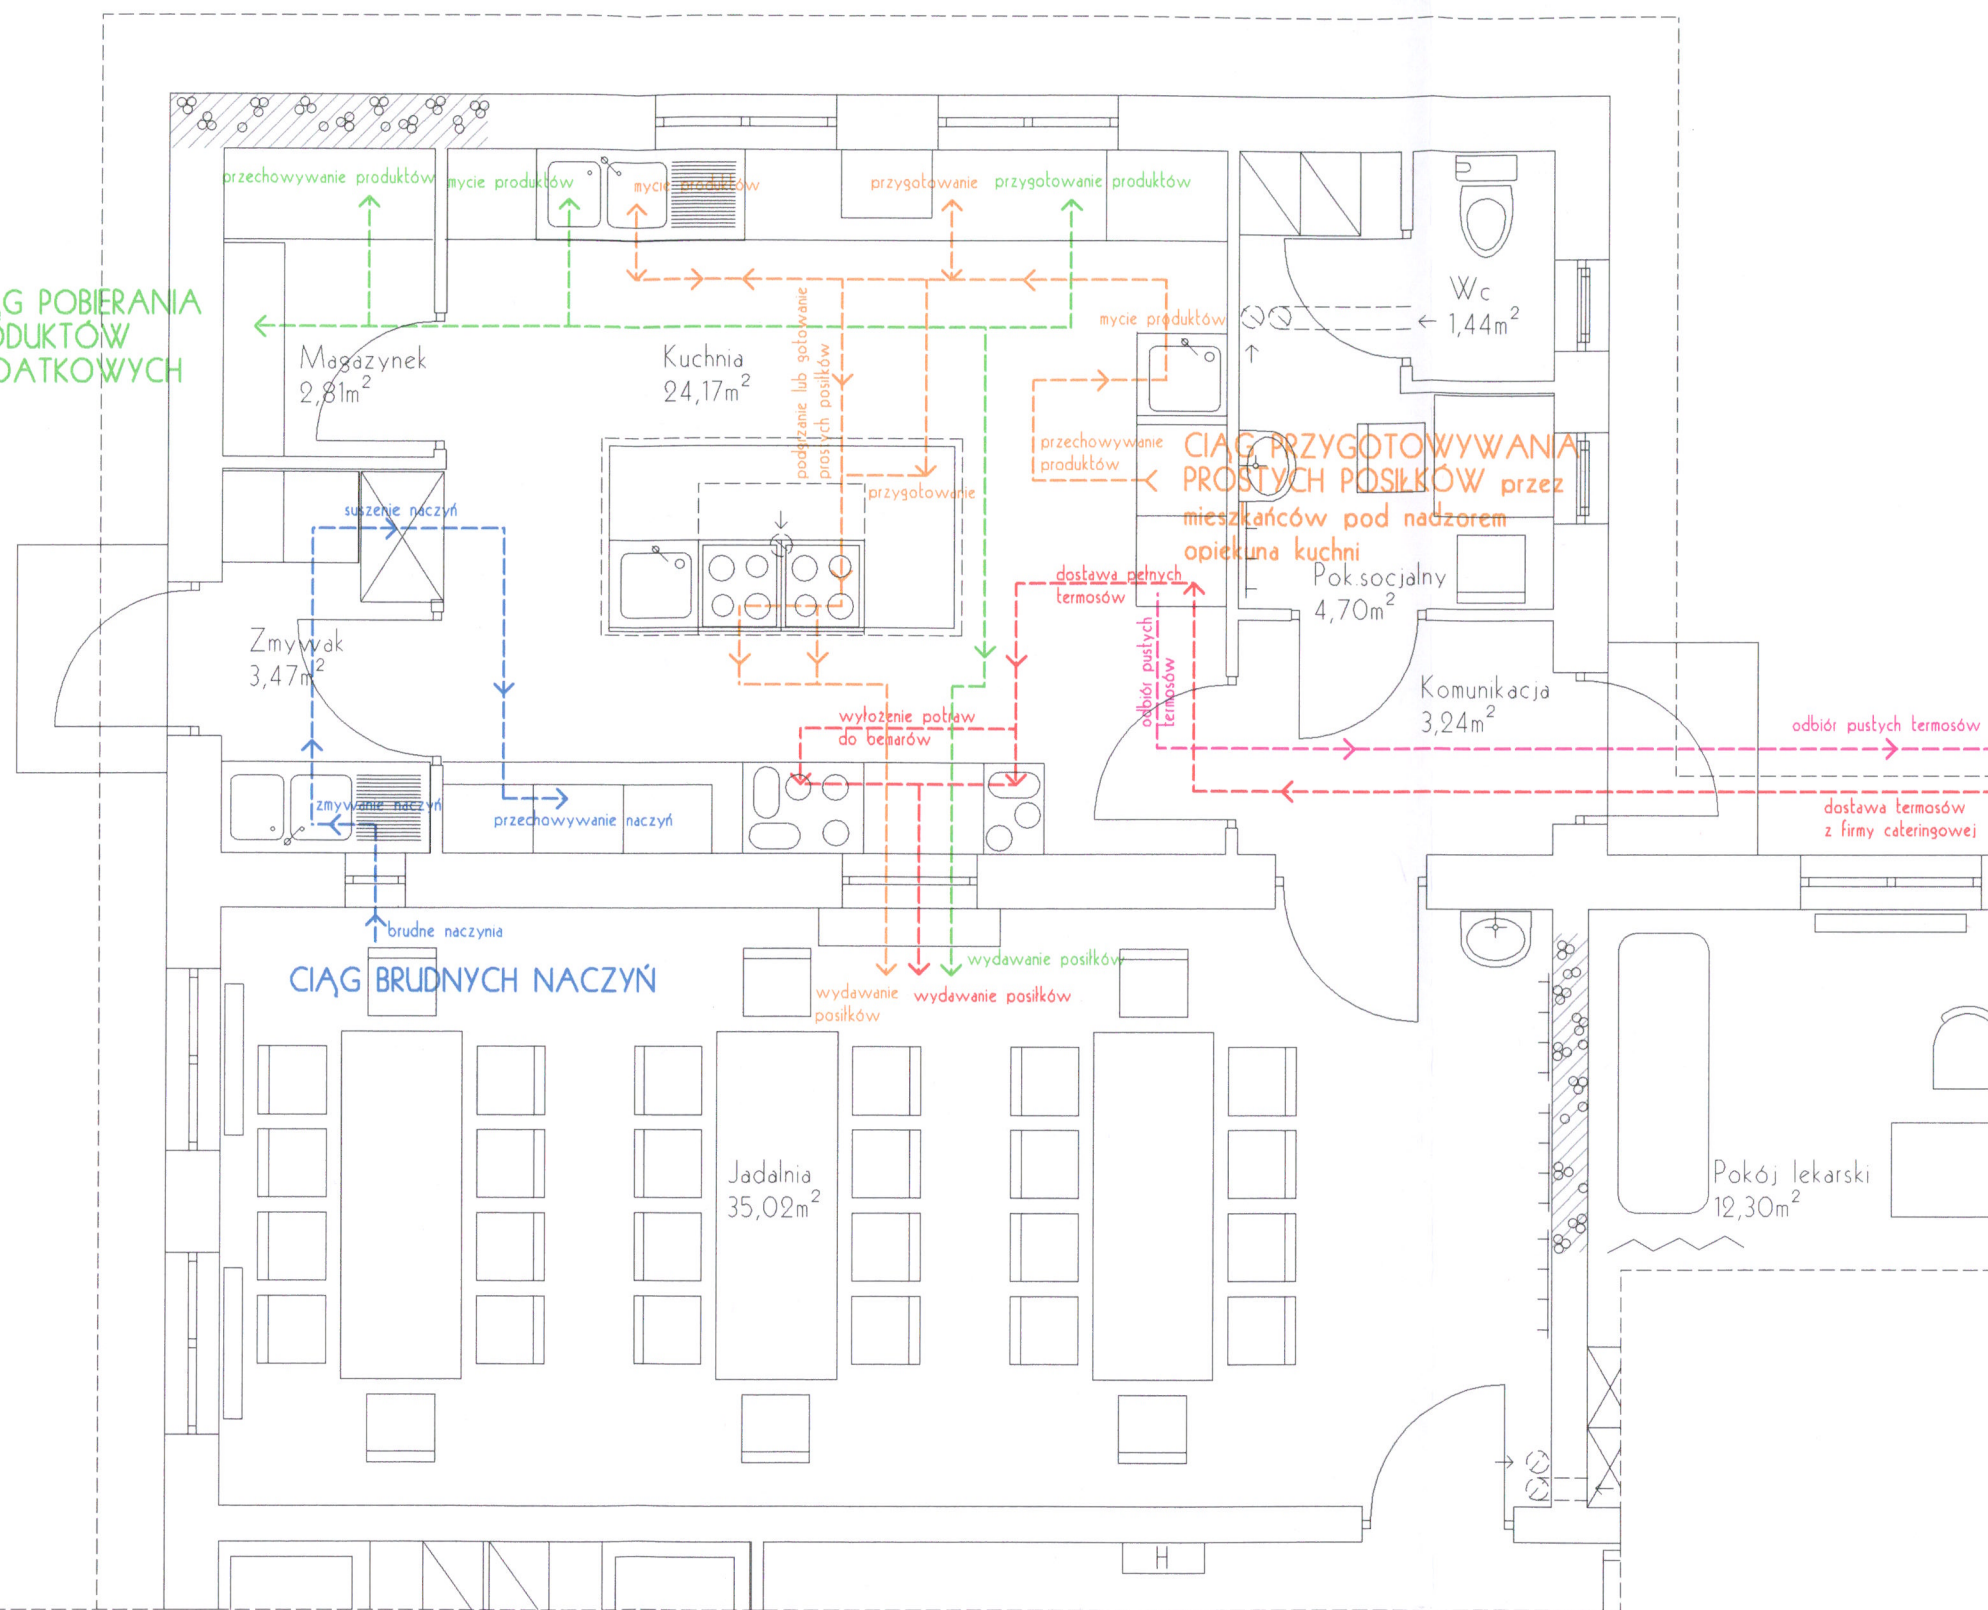 przechowywanie produktów
mycie produktów
mycie produktów
przygotowanie
przygotowanie produktów
Wc
1,44m²
G POBIERANIA
ODUKTÓW
DATKOWYCH
Magazynek
2,81m²
Kuchnia
24,17m²
podgrzanie lub gotowanie
prostych posiłków
mycie produktów
przechowywanie
produktów
przygotowanie
CIĄG PRZYGOTOWYWANIA
PROSTYCH POSIŁKÓW przez
mieszkańców pod nadzorem
opiekuna kuchni
suszenie naczyń
dostawa pełnych
termosów
Pok.socjalny
4,70m²
Zmywak
3,47m²
odbiór pustych
termosów
Komunikacja
3,24m²
wyłożenie potraw
do bemarów
odbiór pustych termosów
zmywanie naczyń
przechowywanie naczyń
dostawa termosów
z firmy cateringowej
brudne naczynia
CIĄG BRUDNYCH NACZYŃ
wydawanie posiłków
wydawanie
posiłków
wydawanie posiłków
Jadalnia
35,02m²
Pokój lekarski
12,30m²
H